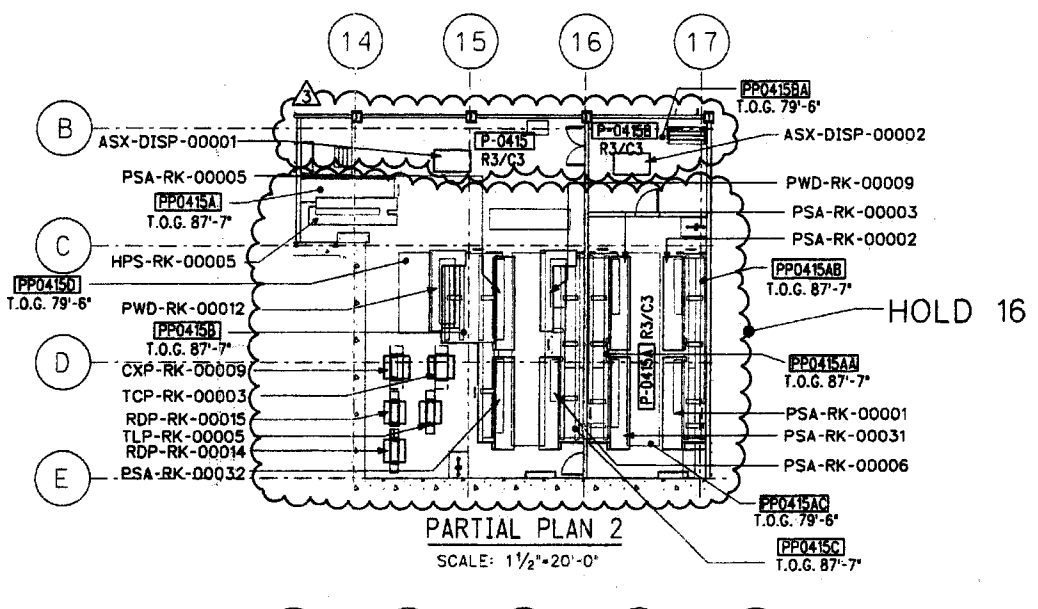 14
15
16
17
3
PP0415BA
T.O.G. 79'-6"
B
P-0415
R3/C3
P-0415B
R3/C3
ASX-DISP-00001
ASX-DISP-00002
PSA-RK-00005
PWD-RK-00009
PP0415A
T.O.G. 87'-7"
PSA-RK-00003
C
PSA-RK-00002
HPS-RK-00005
PP0415D
T.O.G. 79'-6"
PP0415AB
T.O.G. 87'-7"
PWD-RK-00012
HOLD 16
PP0415B
T.O.G. 87'-7"
P-0415A R3/C3
D
CXP-RK-00009
PP0415AA
T.O.G. 87'-7"
TCP-RK-00003
RDP-RK-00015
PSA-RK-00001
TLP-RK-00005
PSA-RK-00031
RDP-RK-00014
E
PSA-RK-00032
PSA-RK-00006
PP0415AC
T.O.G. 79'-6"
PARTIAL PLAN 2
SCALE: 1 1/2"=20'-0"
PP0415C
T.O.G. 87'-7"